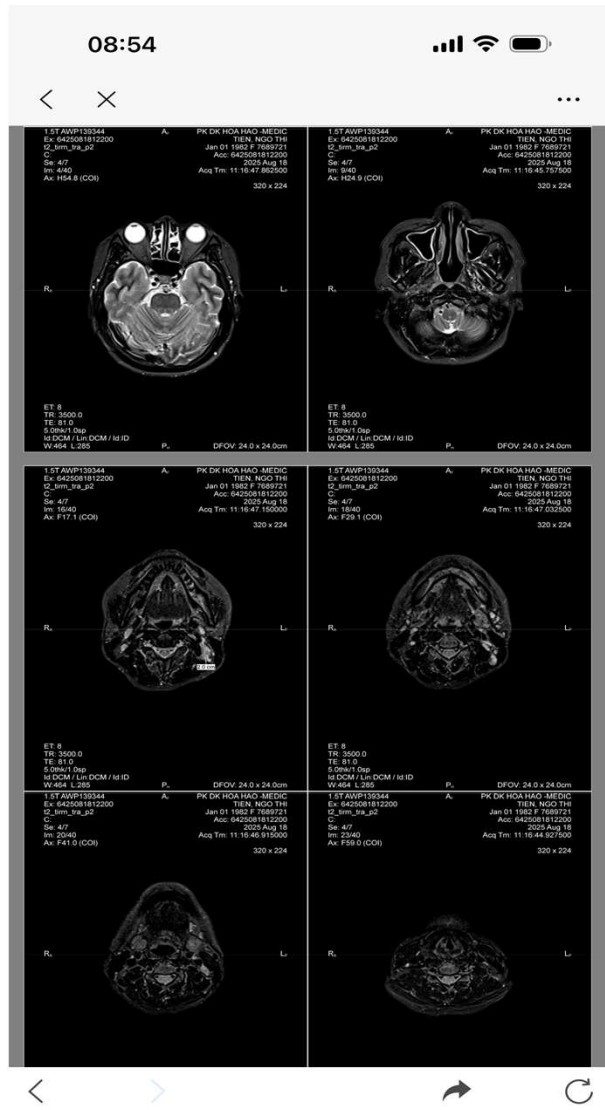 08:54
1.5T AWP139344
Ex: 6425081812200
t2_tirm_tra_p2
C:
Se: 4/7
Im: 4/40
Ax: H54.8 (COI)
A
PK DK HOA HAO -MEDIC
TIEN, NGO THI
Jan 01 1982 F 7689721
Acc: 6425081812200
2025 Aug 18
Acq Tm: 11:16:47.862500
320 x 224
R
L
ET: 8
TR: 3500.0
TE: 81.0
5.0thk/1.0sp
Id:DCM / Lin:DCM / Id:ID
W:464 L:285
P
DFOV: 24.0 x 24.0cm
1.5T AWP139344
Ex: 6425081812200
t2_tirm_tra_p2
C:
Se: 4/7
Im: 9/40
Ax: H24.9 (COI)
A
PK DK HOA HAO -MEDIC
TIEN, NGO THI
Jan 01 1982 F 7689721
Acc: 6425081812200
2025 Aug 18
Acq Tm: 11:16:45.757500
320 x 224
R
L
ET: 8
TR: 3500.0
TE: 81.0
5.0thk/1.0sp
Id:DCM / Lin:DCM / Id:ID
W:464 L:285
P
DFOV: 24.0 x 24.0cm
1.5T AWP139344
Ex: 6425081812200
t2_tirm_tra_p2
C:
Se: 4/7
Im: 16/40
Ax: F17.1 (COI)
A
PK DK HOA HAO -MEDIC
TIEN, NGO THI
Jan 01 1982 F 7689721
Acc: 6425081812200
2025 Aug 18
Acq Tm: 11:16:47.150000
320 x 224
R
L
2.0 cm
ET: 8
TR: 3500.0
TE: 81.0
5.0thk/1.0sp
Id:DCM / Lin:DCM / Id:ID
W:464 L:285
P
DFOV: 24.0 x 24.0cm
1.5T AWP139344
Ex: 6425081812200
t2_tirm_tra_p2
C:
Se: 4/7
Im: 18/40
Ax: F29.1 (COI)
A
PK DK HOA HAO -MEDIC
TIEN, NGO THI
Jan 01 1982 F 7689721
Acc: 6425081812200
2025 Aug 18
Acq Tm: 11:16:47.032500
320 x 224
R
L
ET: 8
TR: 3500.0
TE: 81.0
5.0thk/1.0sp
Id:DCM / Lin:DCM / Id:ID
W:464 L:285
P
DFOV: 24.0 x 24.0cm
1.5T AWP139344
Ex: 6425081812200
t2_tirm_tra_p2
C:
Se: 4/7
Im: 20/40
Ax: F41.0 (COI)
A
PK DK HOA HAO -MEDIC
TIEN, NGO THI
Jan 01 1982 F 7689721
Acc: 6425081812200
2025 Aug 18
Acq Tm: 11:16:46.915000
320 x 224
R
L
1.5T AWP139344
Ex: 6425081812200
t2_tirm_tra_p2
C:
Se: 4/7
Im: 23/40
Ax: F59.0 (COI)
A
PK DK HOA HAO -MEDIC
TIEN, NGO THI
Jan 01 1982 F 7689721
Acc: 6425081812200
2025 Aug 18
Acq Tm: 11:16:44.927500
320 x 224
R
L